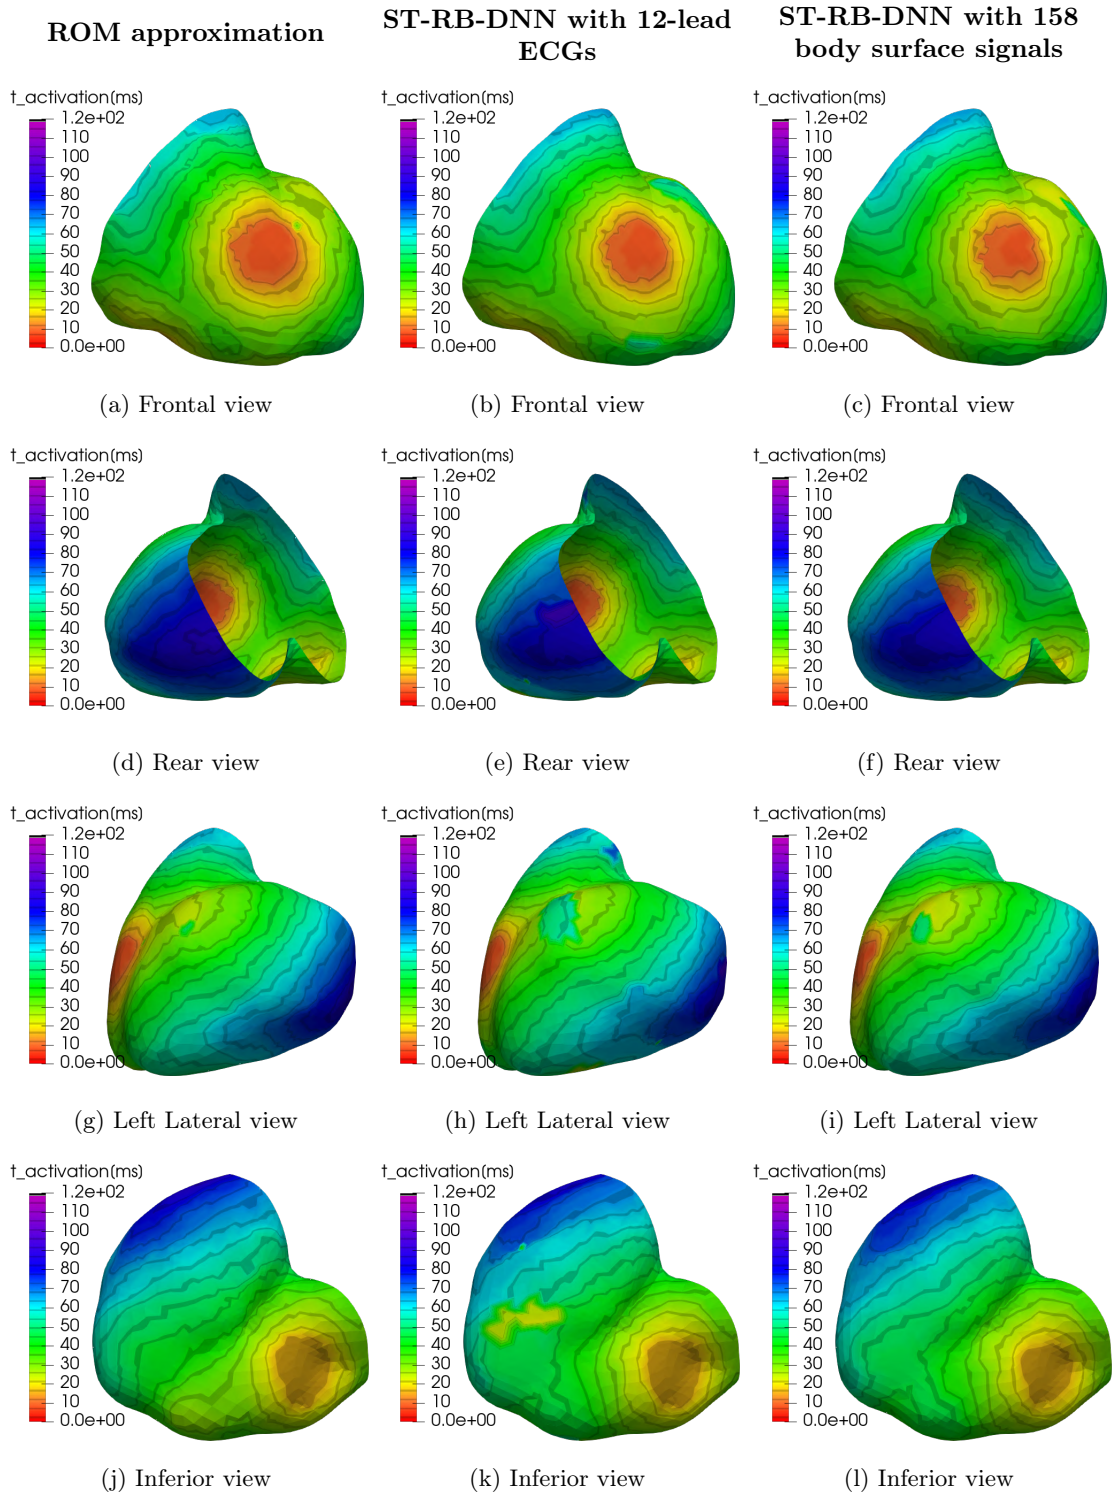 ROM approximation
ST-RB-DNN with 12-lead
ECGs
ST-RB-DNN with 158
body surface signals
t_activation(ms)
1.2e+02
110
100
90
80
70
60
50
40
30
20
10
0.0e+00
t_activation(ms)
1.2e+02
110
100
90
80
70
60
50
40
30
20
10
0.0e+00
t_activation(ms)
1.2e+02
110
100
90
80
70
60
50
40
30
20
10
0.0e+00
(a) Frontal view
(b) Frontal view
(c) Frontal view
t_activation(ms)
1.2e+02
110
100
90
80
70
60
50
40
30
20
10
0.0e+00
t_activation(ms)
1.2e+02
110
100
90
80
70
60
50
40
30
20
10
0.0e+00
t_activation(ms)
1.2e+02
110
100
90
80
70
60
50
40
30
20
10
0.0e+00
(d) Rear view
(e) Rear view
(f) Rear view
t_activation(ms)
1.2e+02
110
100
90
80
70
60
50
40
30
20
10
0.0e+00
t_activation(ms)
1.2e+02
110
100
90
80
70
60
50
40
30
20
10
0.0e+00
t_activation(ms)
1.2e+02
110
100
90
80
70
60
50
40
30
20
10
0.0e+00
(g) Left Lateral view
(h) Left Lateral view
(i) Left Lateral view
t_activation(ms)
1.2e+02
110
100
90
80
70
60
50
40
30
20
10
0.0e+00
t_activation(ms)
1.2e+02
110
100
90
80
70
60
50
40
30
20
10
0.0e+00
t_activation(ms)
1.2e+02
110
100
90
80
70
60
50
40
30
20
10
0.0e+00
(j) Inferior view
(k) Inferior view
(l) Inferior view